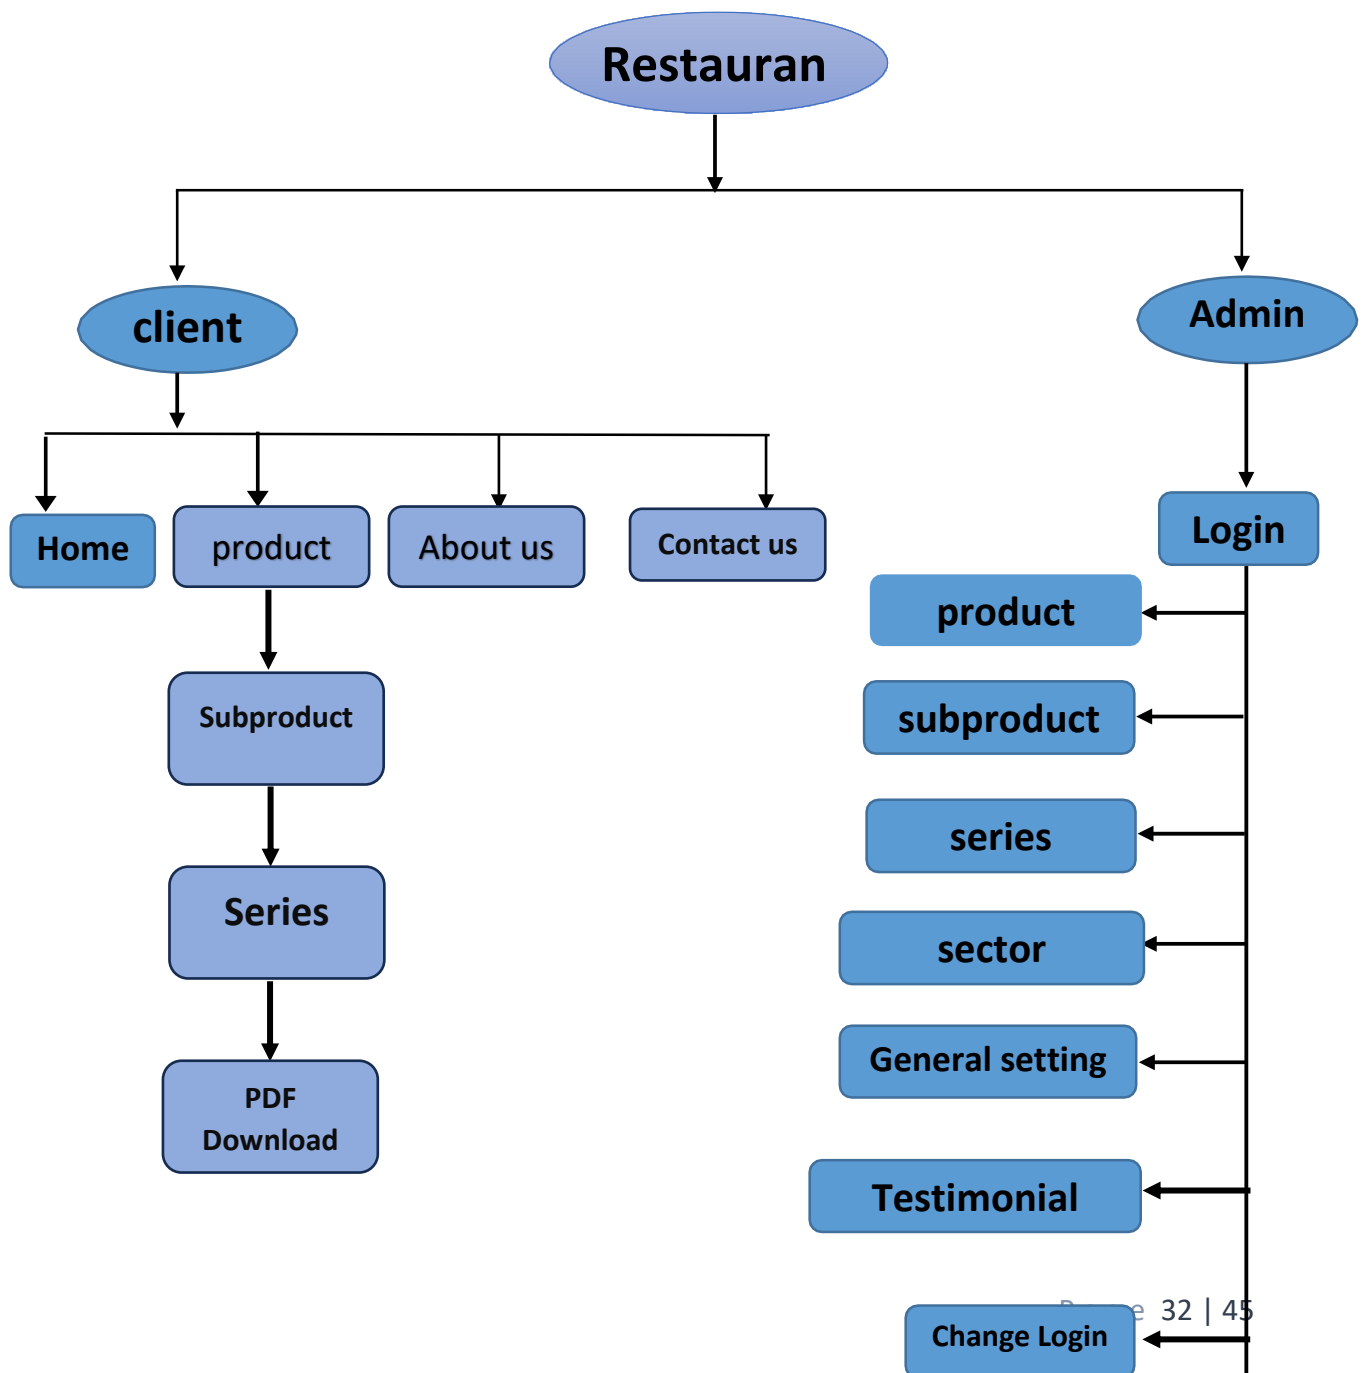 Restauran
client
Admin
Home
product
About us
Contact us
Login
product
Subproduct
subproduct
series
Series
sector
General setting
PDF
Download
Testimonial
32 | 45
Change Login